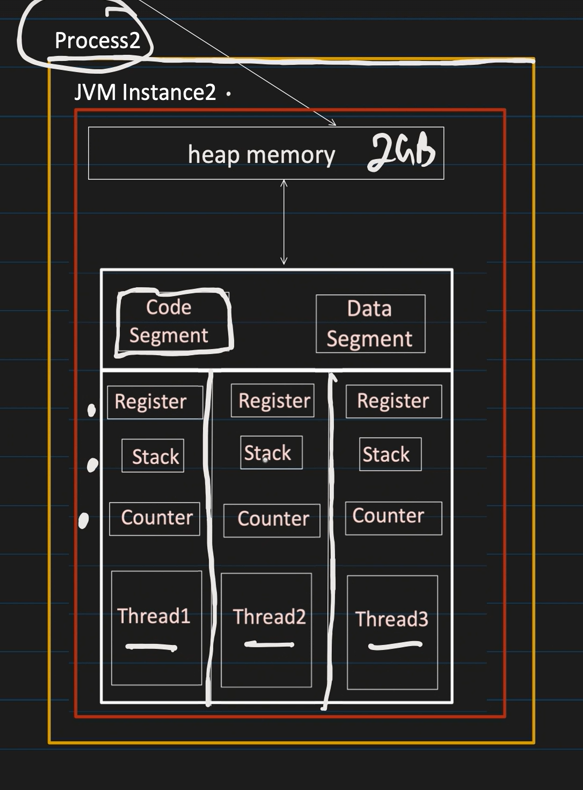 Process2
JVM Instance2 .
heap memory 2GB
Code
Segment
Data
Segment
Register Register Register
Stack Stack Stack
Counter Counter Counter
Thread1 Thread2 Thread3